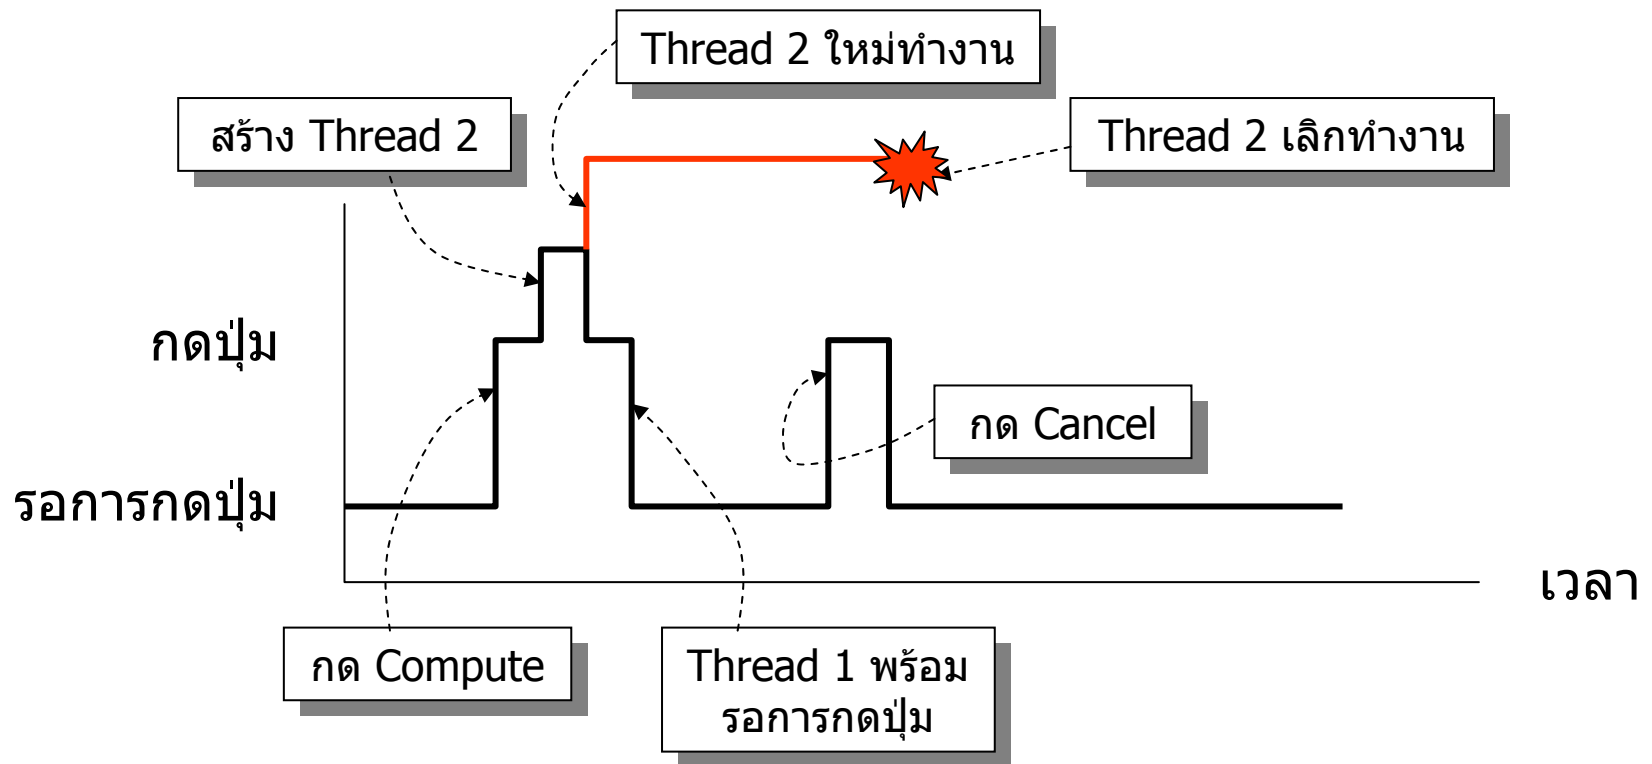 Thread 2 ใหม่ทำงาน
สร้าง Thread 2
Thread 2 เลิกทำงาน
กดปุ่ม
กด Cancel
รอการกดปุ่ม
เวลา
กด Compute
Thread 1 พร้อม
รอการกดปุ่ม